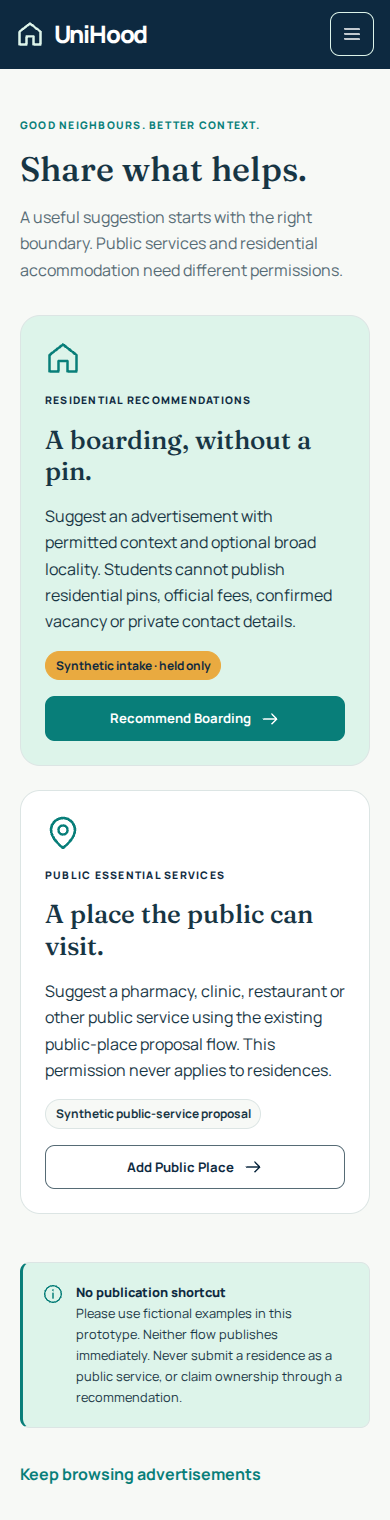 UniHood
GOOD NEIGHBOURS. BETTER CONTEXT.
Share what helps.
A useful suggestion starts with the right
boundary. Public services and residential
accommodation need different permissions.
RESIDENTIAL RECOMMENDATIONS
A boarding, without a
pin.
Suggest an advertisement with
permitted context and optional broad
locality. Students cannot publish
residential pins, official fees, confirmed
vacancy or private contact details.
Synthetic intake · held only
Recommend Boarding →
PUBLIC ESSENTIAL SERVICES
A place the public can
visit.
Suggest a pharmacy, clinic, restaurant or
other public service using the existing
public-place proposal flow. This
permission never applies to residences.
Synthetic public-service proposal
Add Public Place →
No publication shortcut
Please use fictional examples in this
prototype. Neither flow publishes
immediately. Never submit a residence as a
public service, or claim ownership through a
recommendation.
Keep browsing advertisements